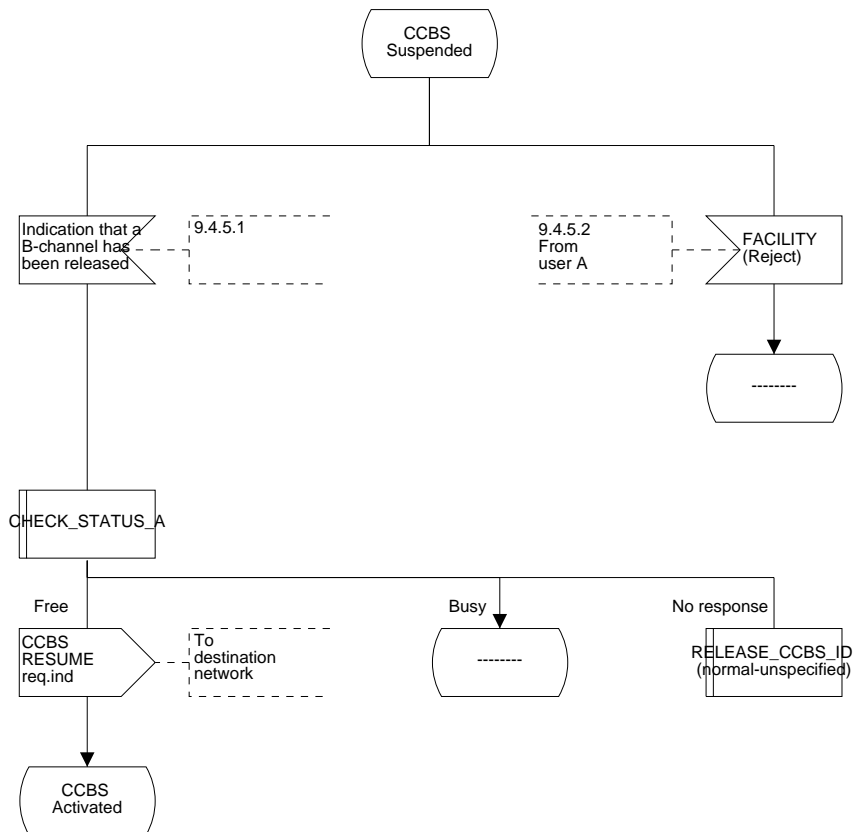 CCBS
Suspended
Indication that a
B-channel has
been released
9.4.5.1
9.4.5.2
From
user A
FACILITY
(Reject)
--------
CHECK_STATUS_A
Free
Busy
No response
CCBS
RESUME
req.ind
To
destination
network
--------
RELEASE_CCBS_ID
(normal-unspecified)
CCBS
Activated